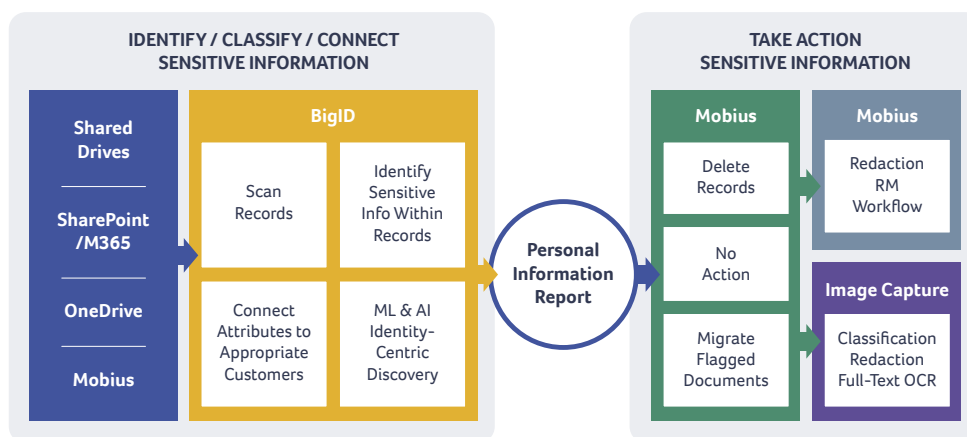 IDENTIFY / CLASSIFY / CONNECT
SENSITIVE INFORMATION
Shared
Drives
SharePoint
/M365
OneDrive
Mobius
BigID
Scan
Records
Identify
Sensitive
Info Within
Records
Connect
Attributes to
Appropriate
Customers
ML & AI
Identity-
Centric
Discovery
Personal
Information
Report
TAKE ACTION
SENSITIVE INFORMATION
Mobius
Delete
Records
No
Action
Migrate
Flagged
Documents
Mobius
Redaction
RM
Workflow
Image Capture
Classification
Redaction
Full-Text OCR